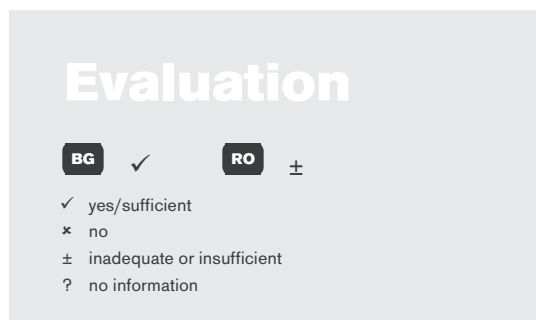 Evaluation
BG ✓ RO ±
✓ yes/sufficient
✗ no
± inadequate or insufficient
? no information